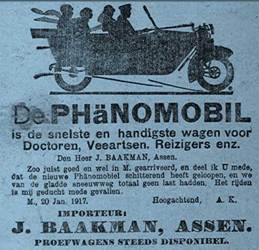 De PHäNOMOBIL
is de snelste en handigste wagen voor
Doctoren, Veeartsen. Reizigers enz.
Den Heer J. BAAKMAN, Assen.
Zoo juist goed en wel in M. gearriveerd, en deel ik U mede,
dat de nieuwe Phänomobiel schitterend heeft geloopen, en we
van de gladde sneeuwweg totaal geen last hadden. Het rijden
is mij gedacht mede gevallen.
M., 20 Jan. 1917. Hoogachtend, A. K.
IMPORTEUR:
J. BAAKMAN, ASSEN.
PROEFWAGENS STEEDS DISPONIBEL.